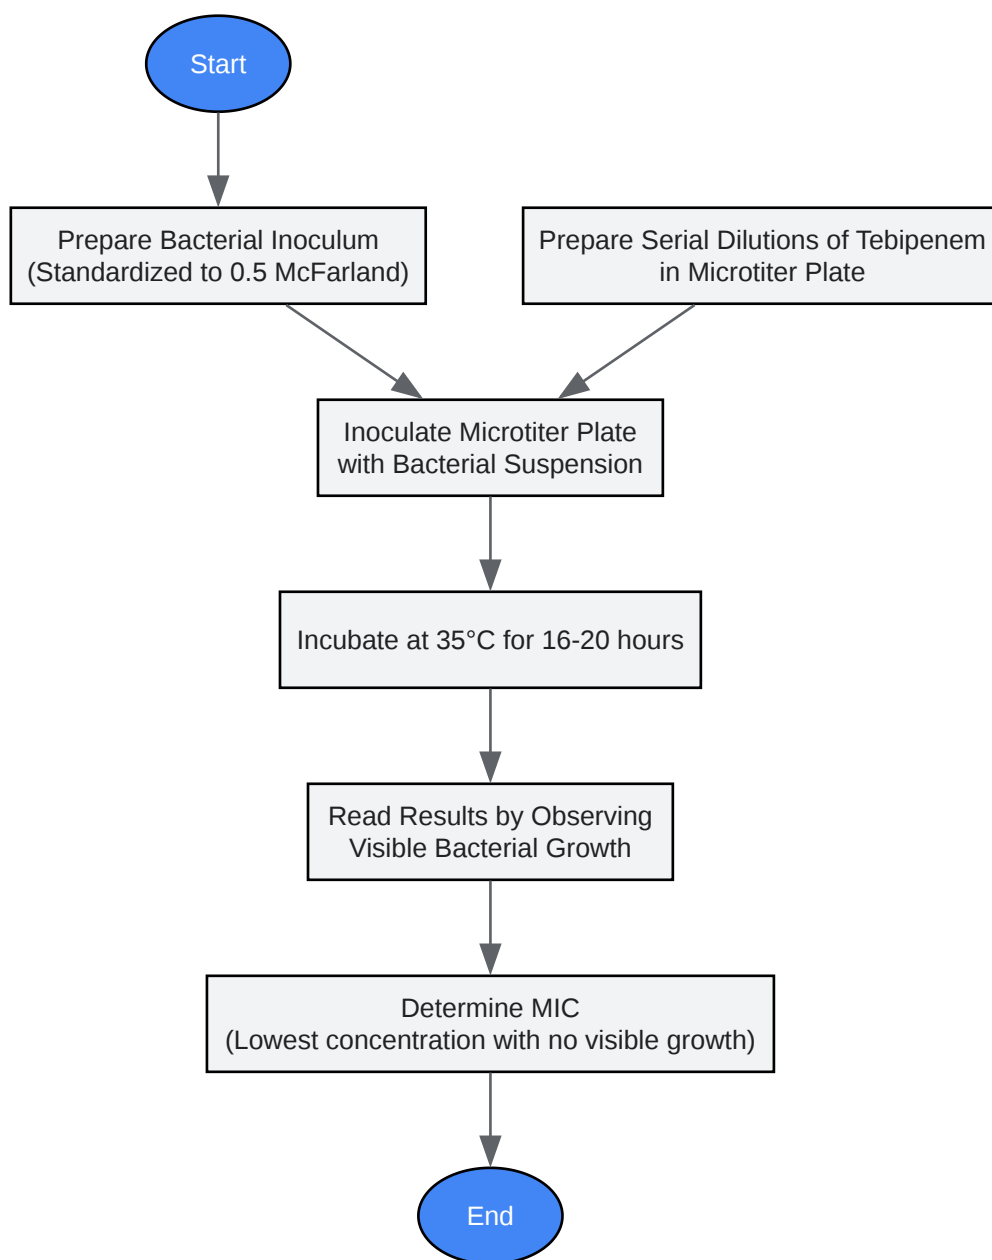 Start
Prepare Bacterial Inoculum
(Standardized to 0.5 McFarland)
Prepare Serial Dilutions of Tebipenem
in Microtiter Plate
Inoculate Microtiter Plate
with Bacterial Suspension
Incubate at 35°C for 16-20 hours
Read Results by Observing
Visible Bacterial Growth
Determine MIC
(Lowest concentration with no visible growth)
End